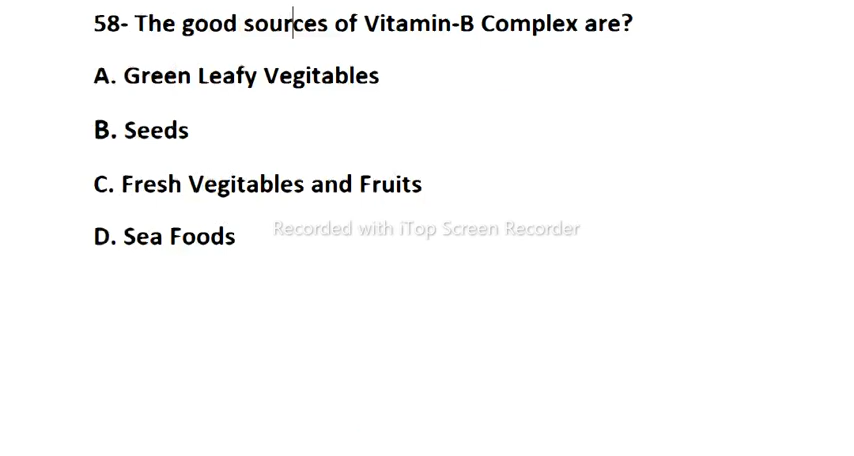 58- The good sources of Vitamin-B Complex are?
A. Green Leafy Vegitables
B. Seeds
C. Fresh Vegitables and Fruits
D. Sea Foods
Recorded with iTop Screen Recorder